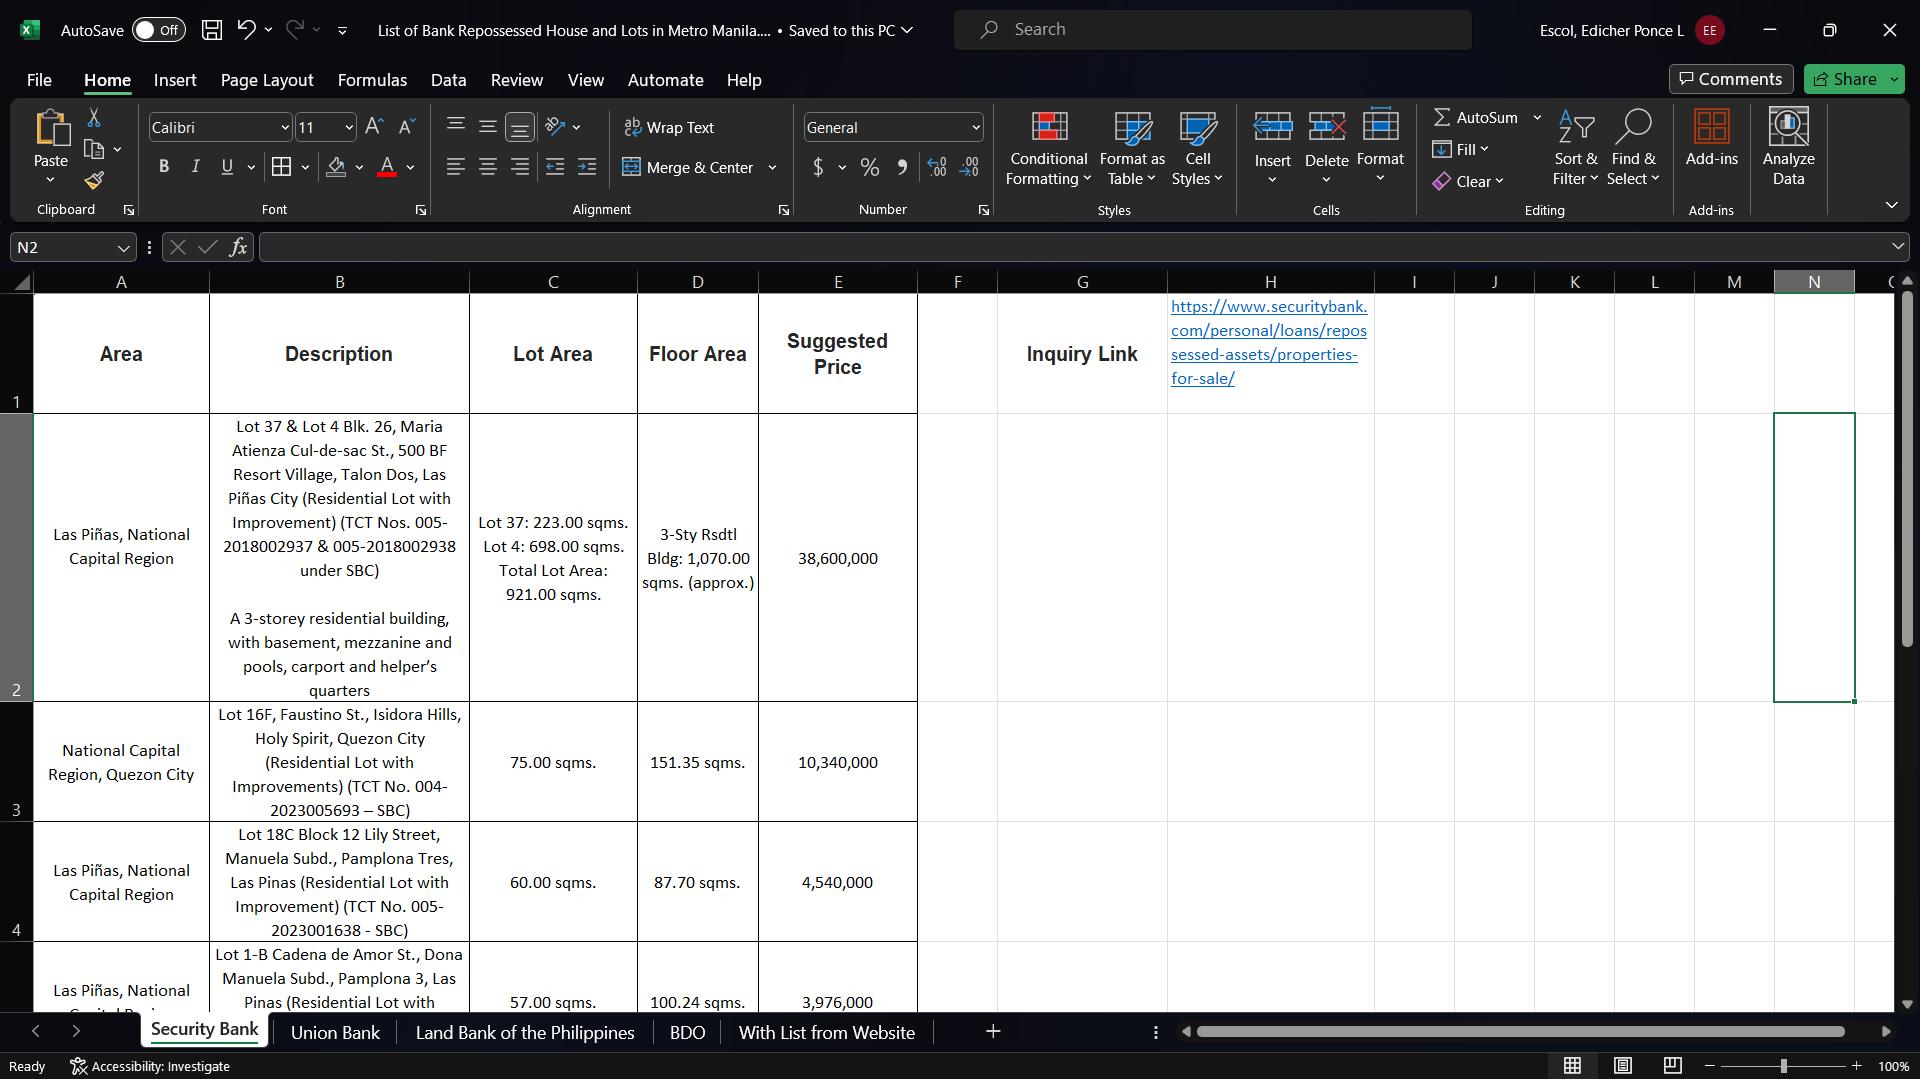 AutoSave Off List of Bank Repossessed House and Lots in Metro Manila.... • Saved to this PC Search Escol, Edicher Ponce L EE
File Home Insert Page Layout Formulas Data Review View Automate Help Comments Share
Paste
Clipboard
Calibri 11
B I U A
Font
Wrap Text
Merge & Center
Alignment
General
$ %
Number
Conditional Formatting
Format as Table
Cell Styles
Styles
Insert Delete Format
Cells
AutoSum
Fill
Clear
Sort & Filter
Find & Select
Editing
Add-ins
Add-ins
Analyze Data
N2 fx
A B C D E F G H I J K L M N
1
Area
Description
Lot Area
Floor Area
Suggested
Price
Inquiry Link
https://www.securitybank.
com/personal/loans/repos
sessed-assets/properties-
for-sale/
2
Las Piñas, National
Capital Region
Lot 37 & Lot 4 Blk. 26, Maria
Atienza Cul-de-sac St., 500 BF
Resort Village, Talon Dos, Las
Piñas City (Residential Lot with
Improvement) (TCT Nos. 005-
2018002937 & 005-2018002938
under SBC)
A 3-storey residential building,
with basement, mezzanine and
pools, carport and helper’s
quarters
Lot 37: 223.00 sqms.
Lot 4: 698.00 sqms.
Total Lot Area:
921.00 sqms.
3-Sty Rsdtl
Bldg: 1,070.00
sqms. (approx.)
38,600,000
3
National Capital
Region, Quezon City
Lot 16F, Faustino St., Isidora Hills,
Holy Spirit, Quezon City
(Residential Lot with
Improvements) (TCT No. 004-
2023005693 – SBC)
75.00 sqms.
151.35 sqms.
10,340,000
4
Las Piñas, National
Capital Region
Lot 18C Block 12 Lily Street,
Manuela Subd., Pamplona Tres,
Las Pinas (Residential Lot with
Improvement) (TCT No. 005-
2023001638 - SBC)
60.00 sqms.
87.70 sqms.
4,540,000
Las Piñas, National
Lot 1-B Cadena de Amor St., Dona
Manuela Subd., Pamplona 3, Las
Pinas (Residential Lot with
57.00 sqms.
100.24 sqms.
3,976,000
Security Bank Union Bank Land Bank of the Philippines BDO With List from Website
Ready Accessibility: Investigate 100%